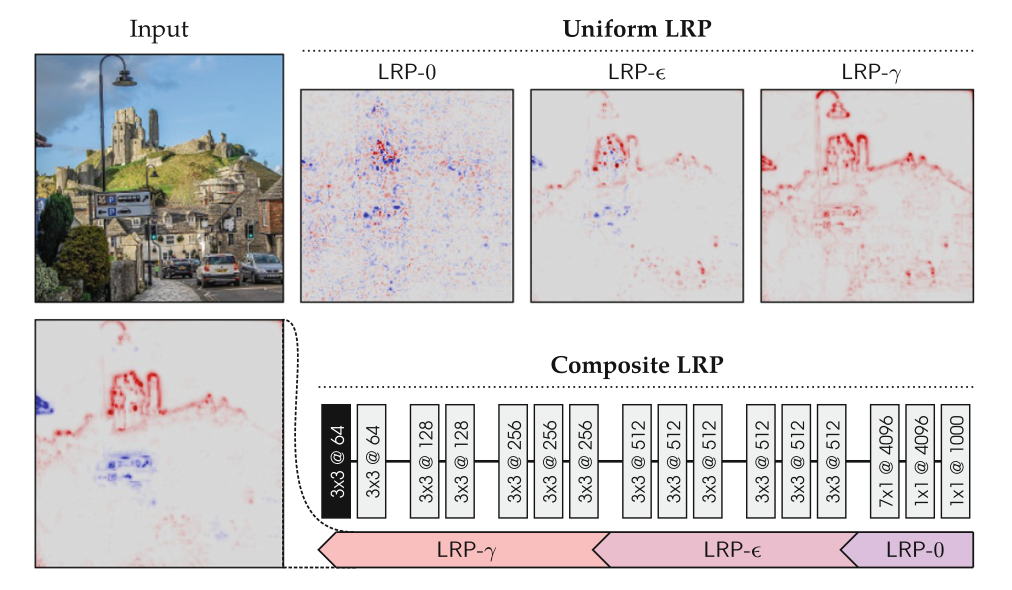 Input
Uniform LRP
LRP-0
LRP-ϵ
LRP-γ
P
P
Composite LRP
3x3 @ 64
3x3 @ 64
3x3 @ 128
3x3 @ 128
3x3 @ 256
3x3 @ 256
3x3 @ 256
3x3 @ 512
3x3 @ 512
3x3 @ 512
3x3 @ 512
3x3 @ 512
3x3 @ 512
7x1 @ 4096
1x1 @ 4096
1x1 @ 1000
LRP-γ
LRP-ϵ
LRP-0